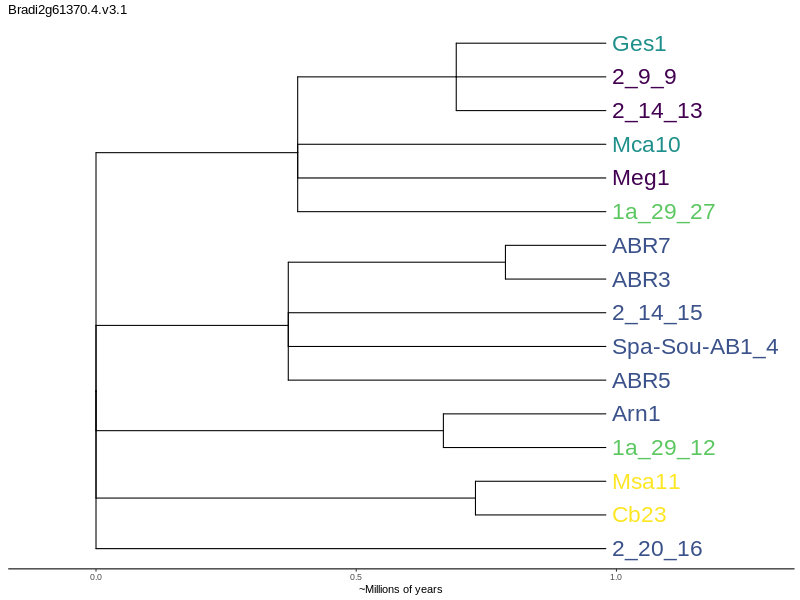 Bradi2g61370.4.v3.1
Ges1
2_9_9
2_14_13
Mca10
Meg1
1a_29_27
ABR7
ABR3
2_14_15
Spa-Sou-AB1_4
ABR5
Arn1
1a_29_12
Msa11
Cb23
2_20_16
0.0 0.5 1.0
~Millions of years